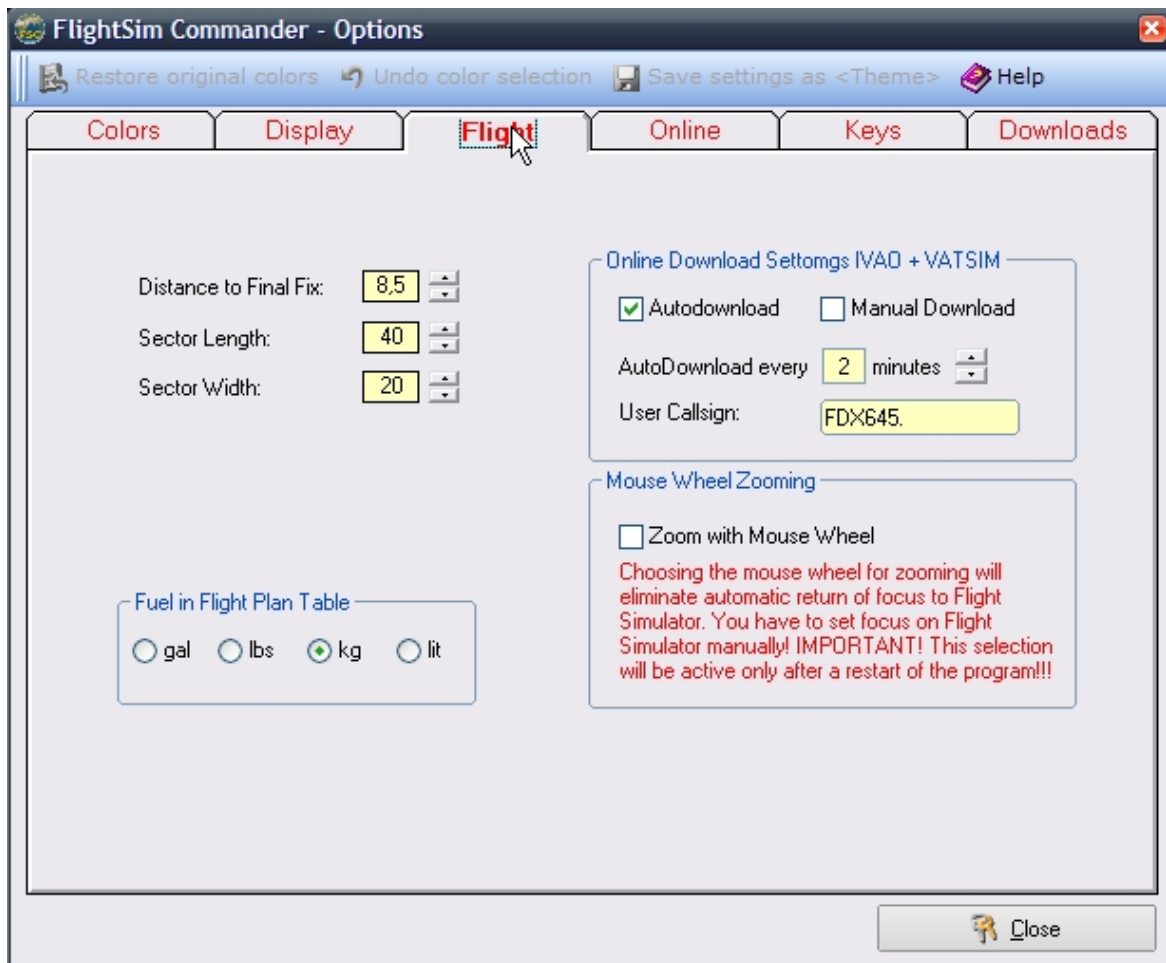 FlightSim Commander - Options
Restore original colors Undo color selection Save settings as <Theme> Help
Colors Display Flight Online Keys Downloads
Distance to Final Fix: 8,5
Sector Length: 40
Sector Width: 20
Fuel in Flight Plan Table
gal lbs kg lit
Online Download Settomgs IVAO + VATSIM
Autodownload Manual Download
AutoDownload every 2 minutes
User Callsign: FDX645.
Mouse Wheel Zooming
Zoom with Mouse Wheel
Choosing the mouse wheel for zooming will
eliminate automatic return of focus to Flight
Simulator. You have to set focus on Flight
Simulator manually! IMPORTANT! This selection
will be active only after a restart of the program!!!
Close